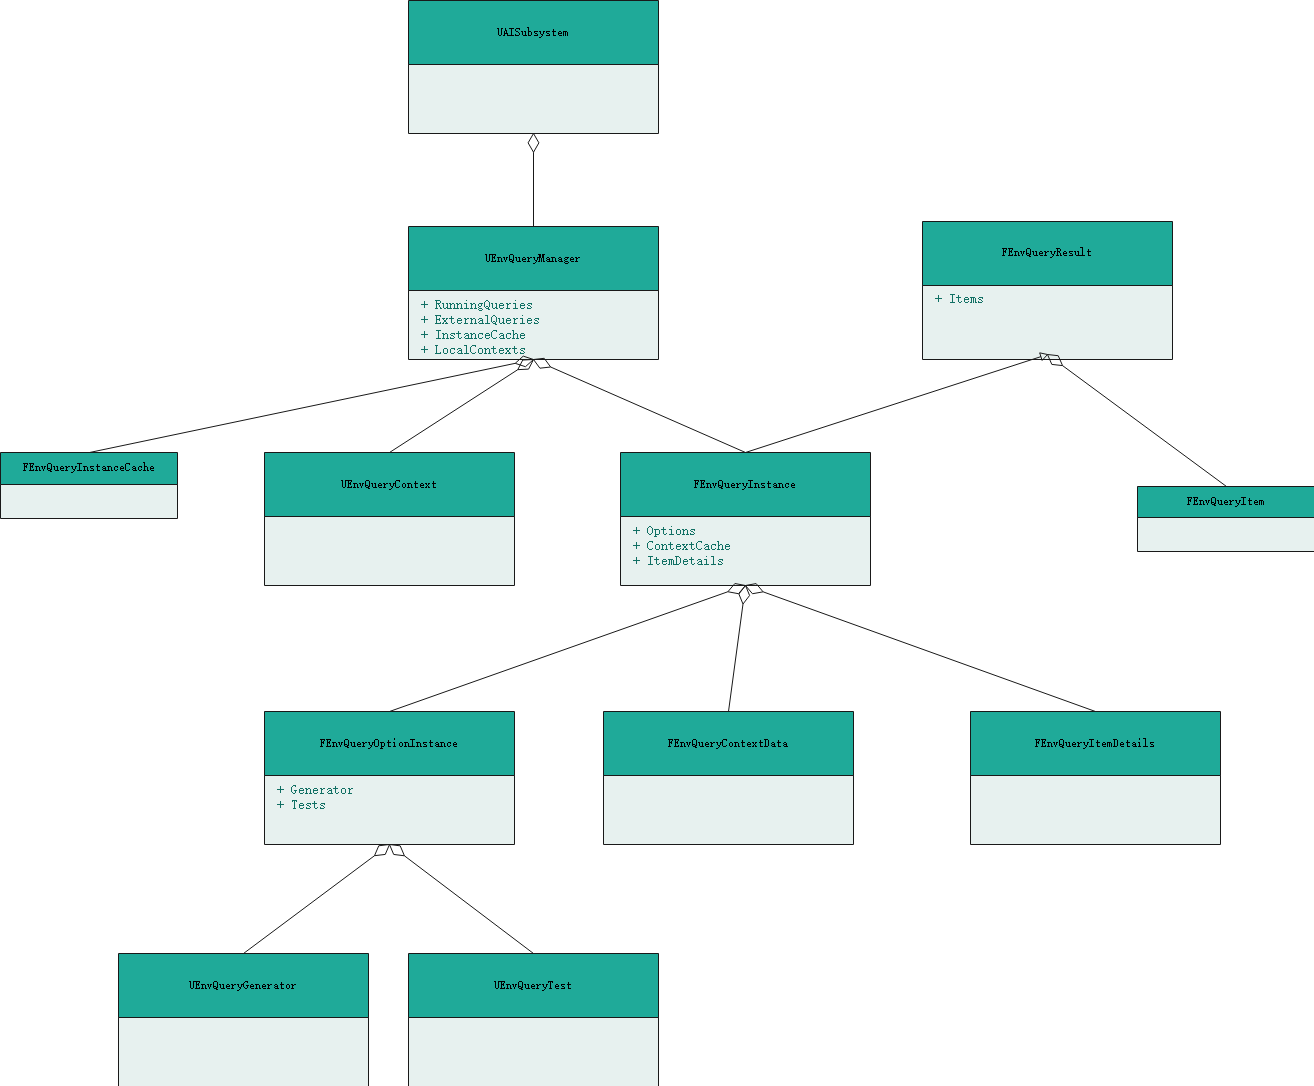 UAISubsystem
UEnvQueryManager
+ RunningQueries
+ ExternalQueries
+ InstanceCache
+ LocalContexts
FEnvQueryResult
+ Items
FEnvQueryInstanceCache
UEnvQueryContext
FEnvQueryInstance
+ Options
+ ContextCache
+ ItemDetails
FEnvQueryItem
FEnvQueryOptionInstance
+ Generator
+ Tests
FEnvQueryContextData
FEnvQueryItemDetails
UEnvQueryGenerator
UEnvQueryTest